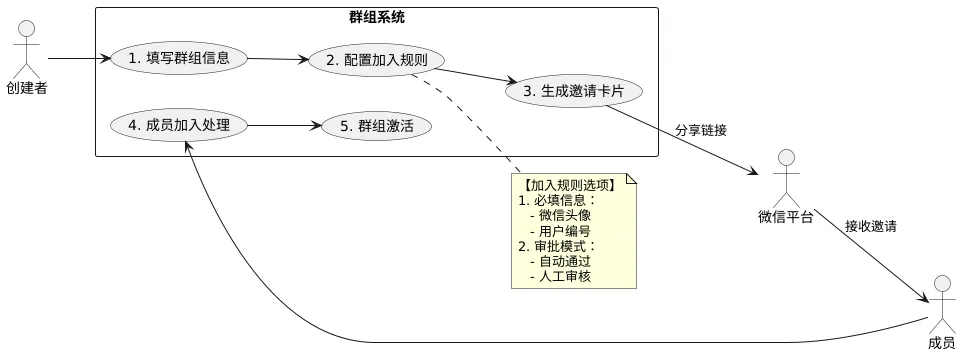 群组系统
创建者
1. 填写群组信息
2. 配置加入规则
3. 生成邀请卡片
4. 成员加入处理
5. 群组激活
分享链接
微信平台
接收邀请
成员
【加入规则选项】
1. 必填信息：
- 微信头像
- 用户编号
2. 审批模式：
- 自动通过
- 人工审核